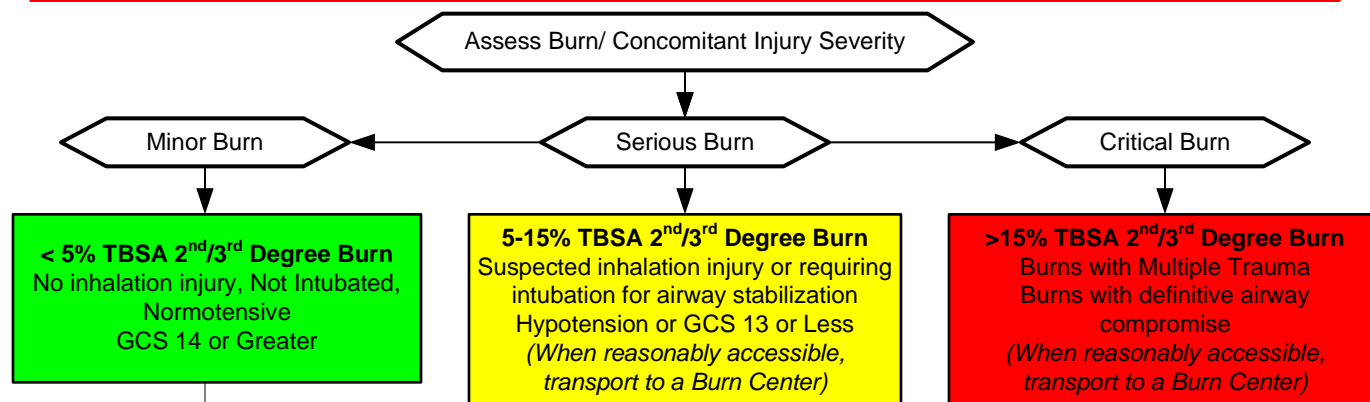 Assess Burn/ Concomitant Injury Severity
Minor Burn
Serious Burn
Critical Burn
< 5% TBSA 2nd/3rd Degree Burn
No inhalation injury, Not Intubated,
Normotensive
GCS 14 or Greater
5-15% TBSA 2nd/3rd Degree Burn
Suspected inhalation injury or requiring
intubation for airway stabilization
Hypotension or GCS 13 or Less
(When reasonably accessible,
transport to a Burn Center)
>15% TBSA 2nd/3rd Degree Burn
Burns with Multiple Trauma
Burns with definitive airway
compromise
(When reasonably accessible,
transport to a Burn Center)